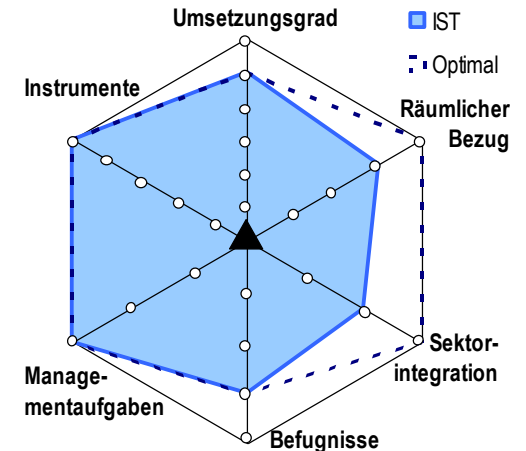 Umsetzungsgrad
IST
Optimal
Instrumente
Räumlicher
Bezug
Sektor-
integration
Manage-
mentaufgaben
Befugnisse